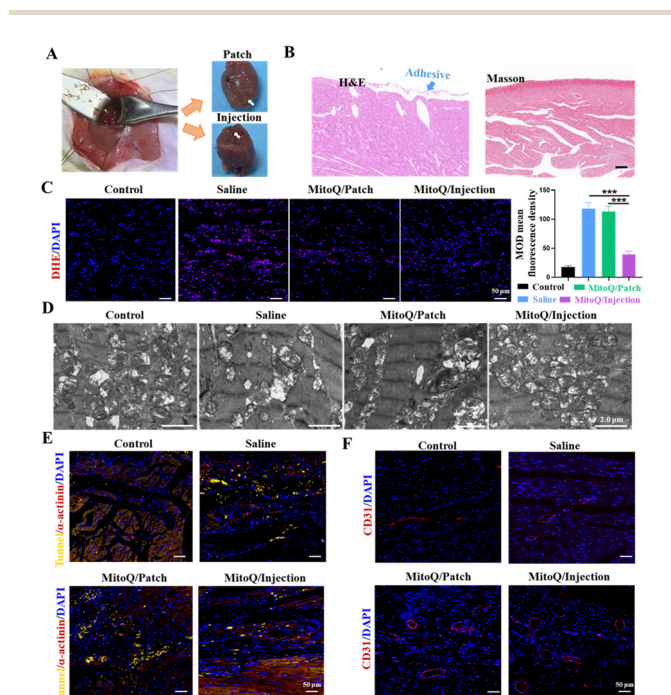 A
Patch
Injection
B
H&E
Adhesive
Masson
C
Control
Saline
MitoQ/Patch
MitoQ/Injection
DHE/DAPI
50 μm
MOD mean
fluorescence density
150
100
50
0
***
***
Control
MitoQ/Patch
Saline
MitoQ/Injection
D
Control
Saline
MitoQ/Patch
MitoQ/Injection
2.0 μm
E
Control
Saline
Tunnel/α-actinin/DAPI
MitoQ/Patch
MitoQ/Injection
unnel/α-actinin/DAPI
50 μm
F
Control
Saline
CD31/DAPI
MitoQ/Patch
MitoQ/Injection
CD31/DAPI
50 μm